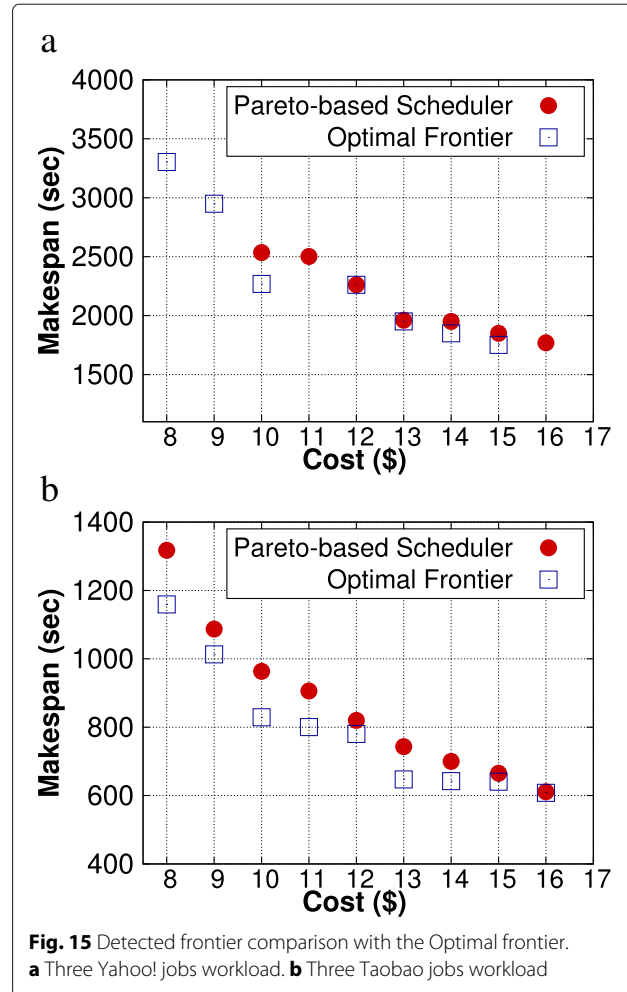 a
4000
3500
3000
2500
2000
1500
Makespan (sec)
Pareto-based Scheduler
Optimal Frontier
8 9 10 11 12 13 14 15 16 17
Cost ($)
b
1400
1200
1000
800
600
400
Makespan (sec)
Pareto-based Scheduler
Optimal Frontier
8 9 10 11 12 13 14 15 16 17
Cost ($)
Fig. 15 Detected frontier comparison with the Optimal frontier.
a Three Yahoo! jobs workload. b Three Taobao jobs workload